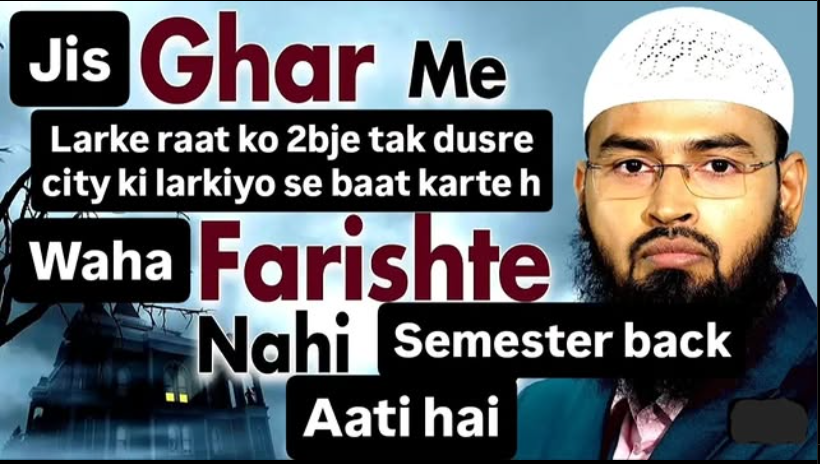 Jis Ghar Me
Larke raat ko 2bje tak dusre
city ki larkiyo se baat karte h
Waha Farishte
Nahi Semester back
Aati hai